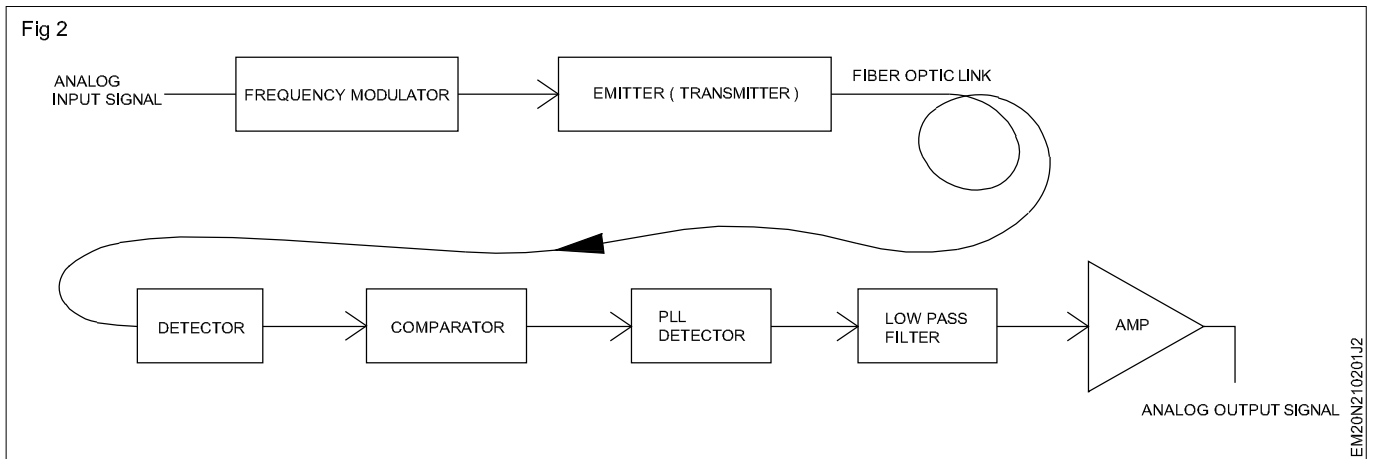 Fig 2
ANALOG
INPUT SIGNAL
FREQUENCY MODULATOR
EMITTER ( TRANSMITTER )
FIBER OPTIC LINK
DETECTOR
COMPARATOR
PLL
DETECTOR
LOW PASS
FILTER
AMP
ANALOG OUTPUT SIGNAL
EM20N210201J2